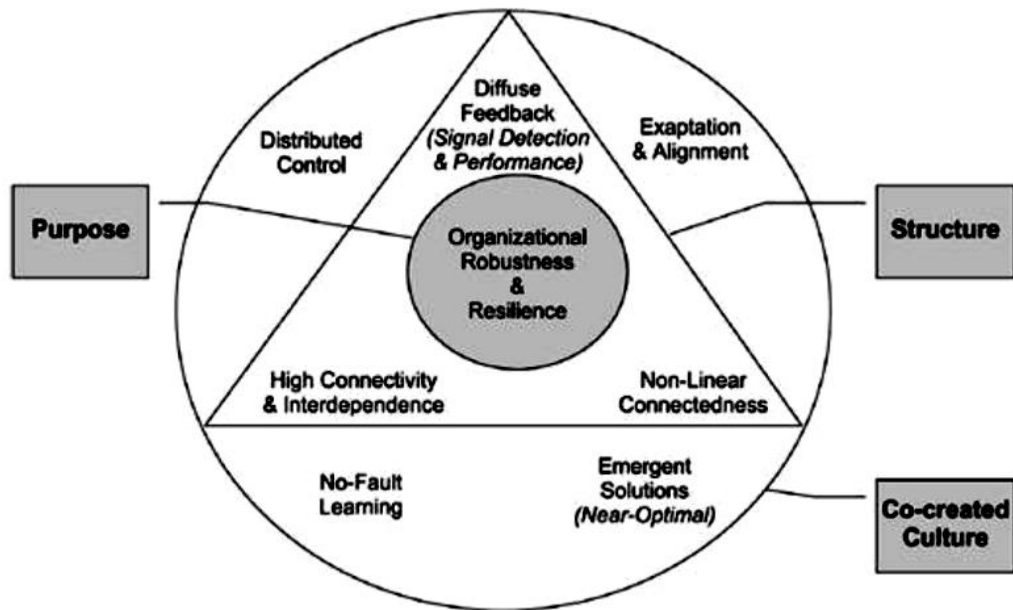 Diffuse
Feedback
(Signal Detection
& Performance)
Distributed
Control
Exaptation
& Alignment
Purpose
Structure
Organizational
Robustness
&
Resilience
High Connectivity
& Interdependence
Non-Linear
Connectedness
No-Fault
Learning
Emergent
Solutions
(Near-Optimal)
Co-created
Culture